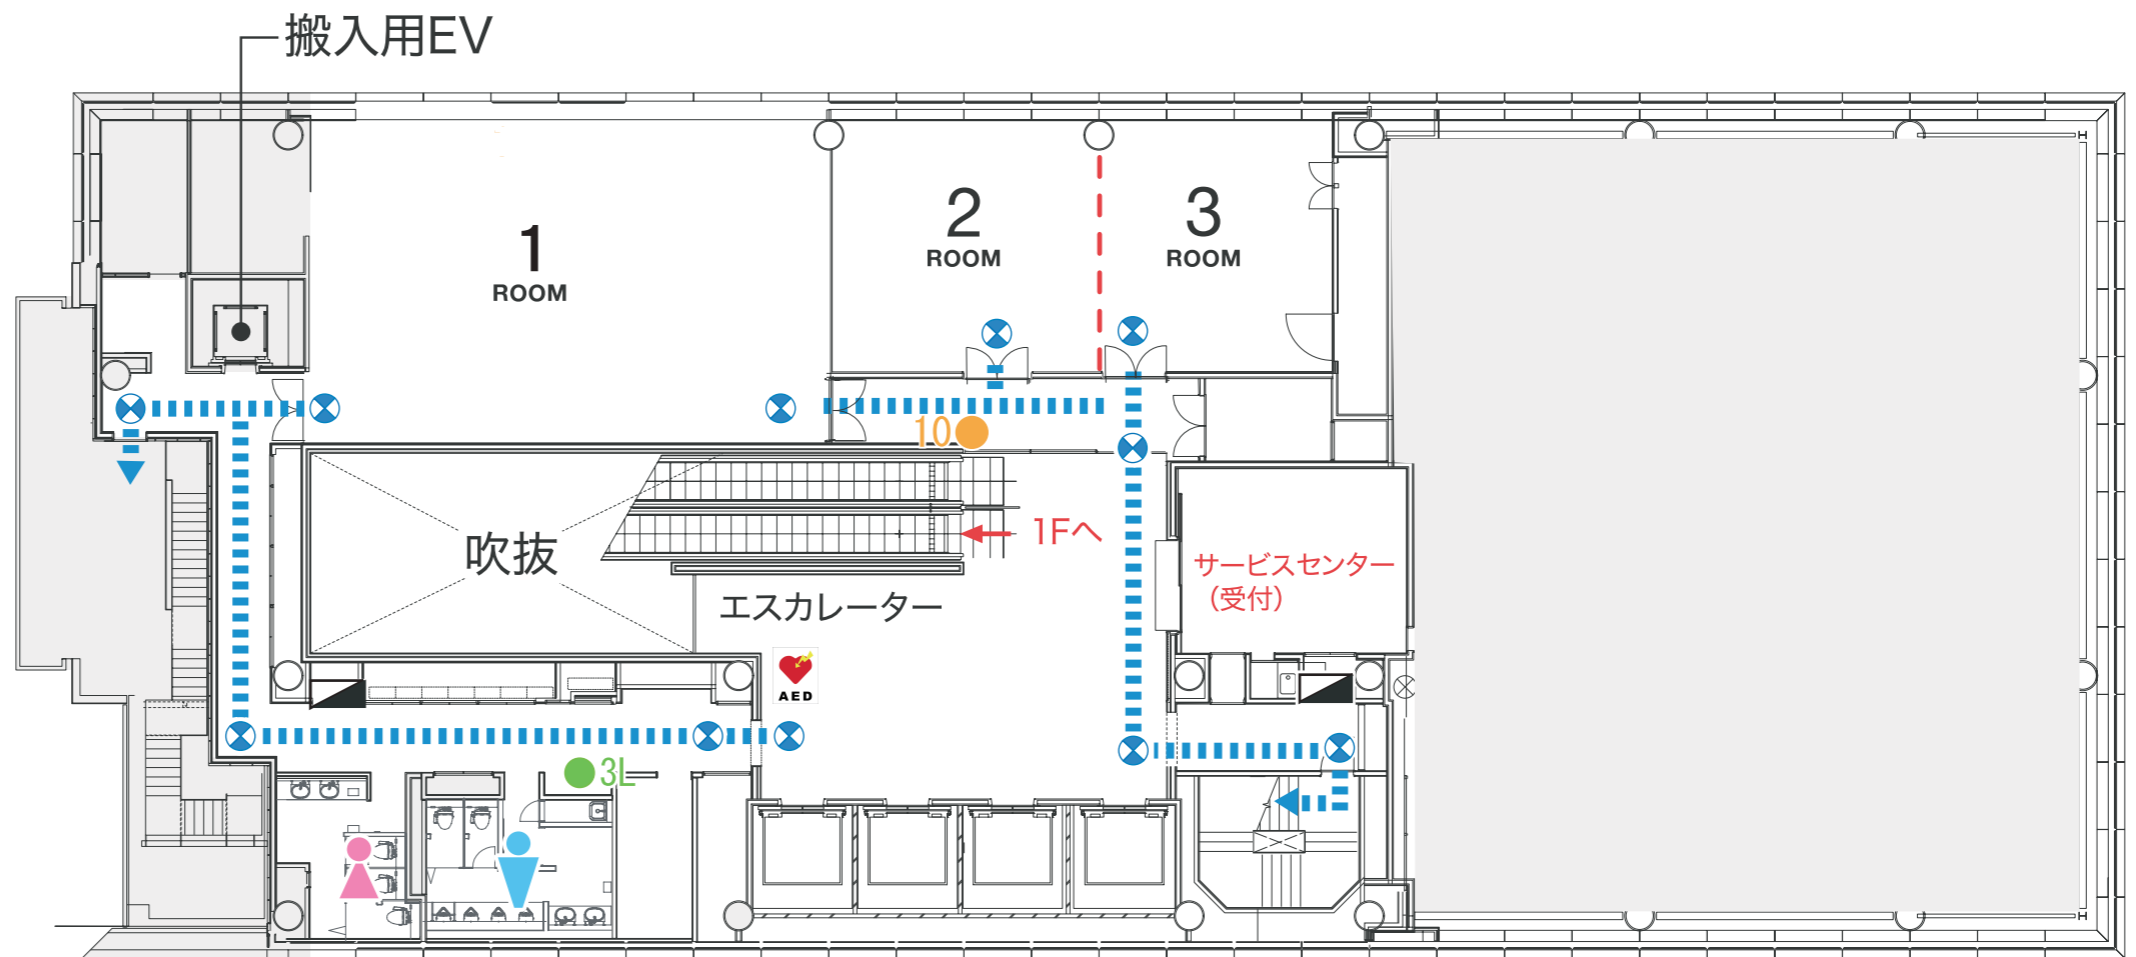 搬入用EV
1
ROOM
2
ROOM
3
ROOM
10
吹抜
1Fへ
サービスセンター
（受付）
エスカレーター
AED
3L